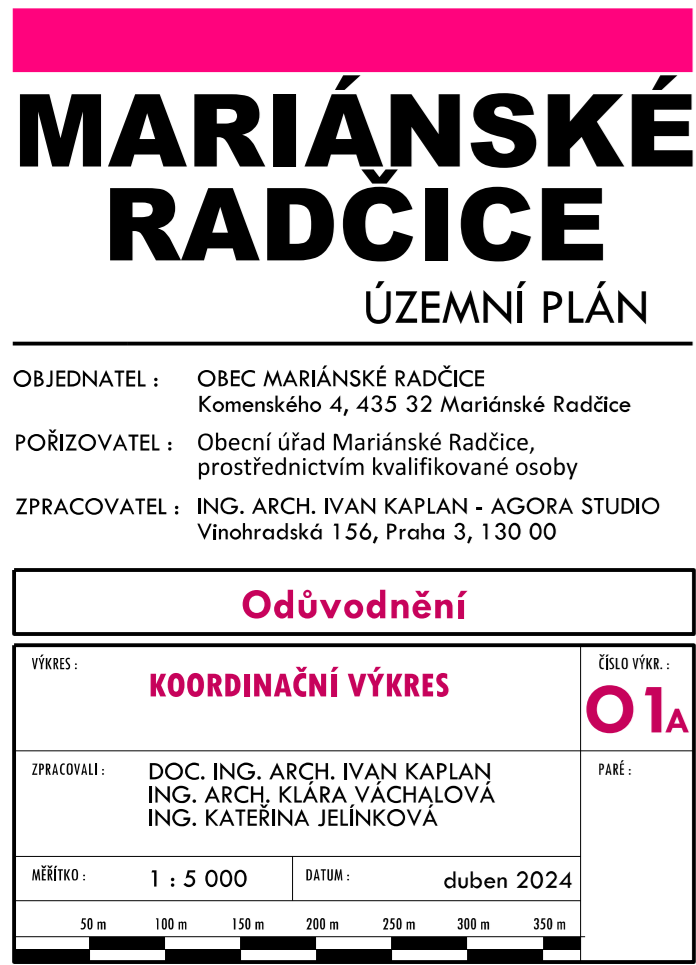 MARIÁNSKÉ
RADČICE
ÚZEMNÍ PLÁN
OBJEDNATEL : OBEC MARIÁNSKÉ RADČICE
Komenského 4, 435 32 Mariánské Radčice
POŘIZOVATEL : Obecní úřad Mariánské Radčice,
prostřednictvím kvalifikované osoby
ZPRACOVATEL : ING. ARCH. IVAN KAPLAN - AGORA STUDIO
Vinohradská 156, Praha 3, 130 00
Odůvodnění
VÝKRES : KOORDINAČNÍ VÝKRES
ČÍSLO VÝKR. :
O1A
ZPRACOVALI : DOC. ING. ARCH. IVAN KAPLAN
ING. ARCH. KLÁRA VÁCHALOVÁ
ING. KATEŘINA JELÍNKOVÁ
PARÉ :
MĚŘÍTKO : 1 : 5 000 DATUM : duben 2024
50 m 100 m 150 m 200 m 250 m 300 m 350 m